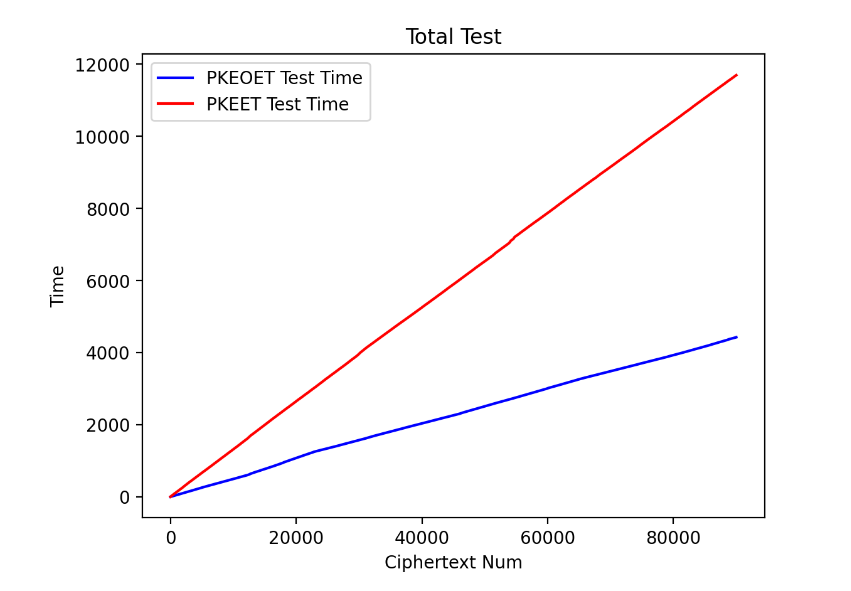 Total Test
PKEOET Test Time
PKEET Test Time
12000
10000
8000
6000
4000
2000
0
Time
0 20000 40000 60000 80000
Ciphertext Num